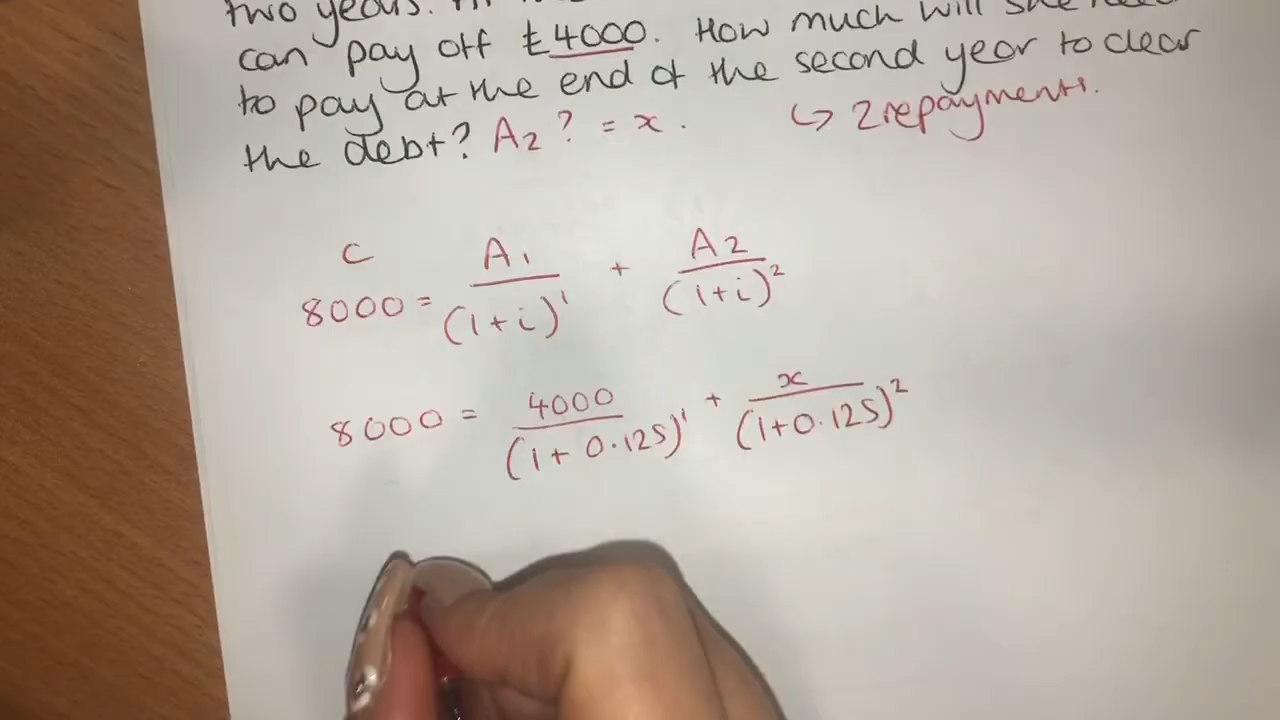 two years.
can pay off £4000. How much will she need
to pay at the end of the second year to clear
the debt? A2? = x. ↳ 2 repayments.
C
8000 = A1/(1+i)^1 + A2/(1+i)^2
8000 = 4000/(1+0.125)^1 + x/(1+0.125)^2